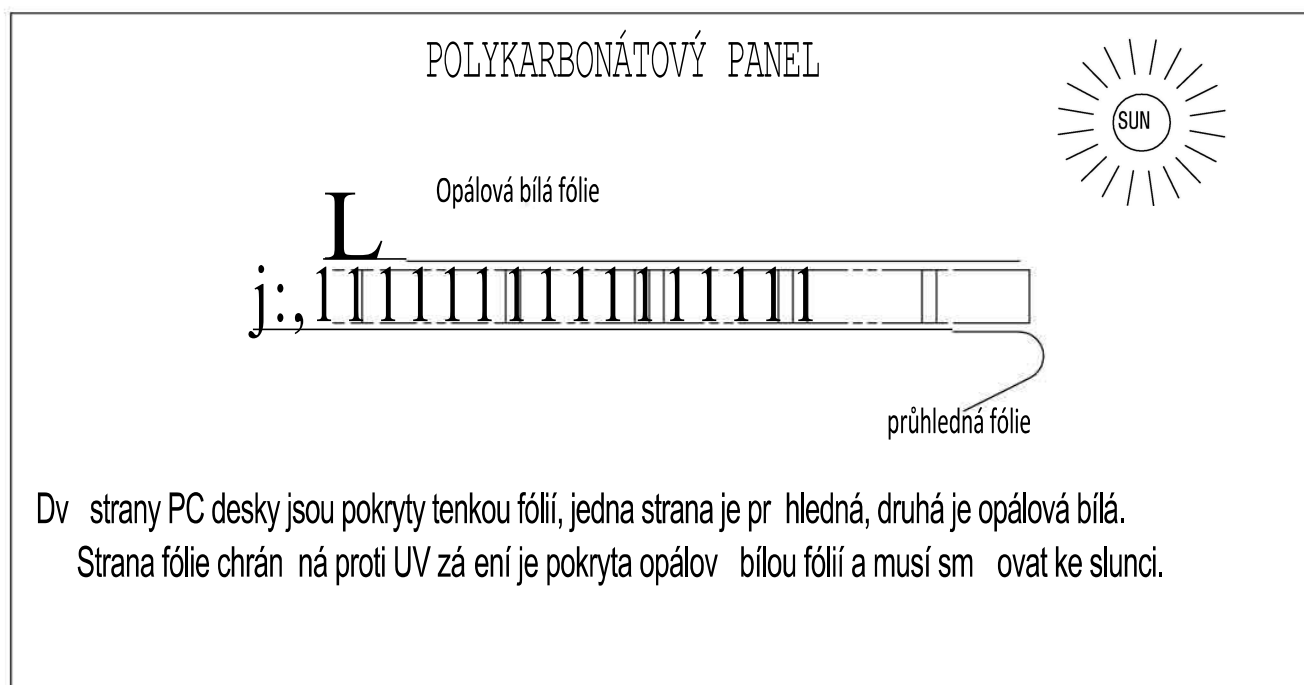 POLYKARBONÁTOVÝ PANEL
SUN
Opálová bílá fólie
L
j:, 1111111111111111
průhledná fólie
Dv strany PC desky jsou pokryty tenkou fólií, jedna strana je pr hledná, druhá je opálová bílá.
Strana fólie chrán ná proti UV zá ení je pokryta opálov bílou fólií a musí sm ovat ke slunci.